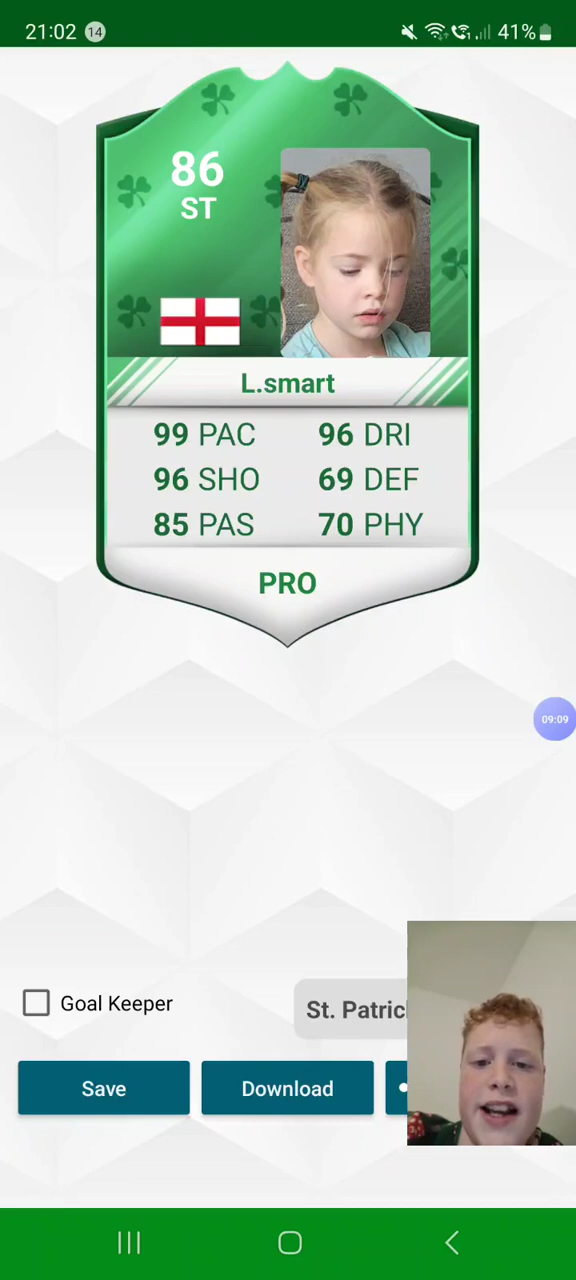 21:02 14 41%
86
ST
L.smart
99 PAC 96 DRI
96 SHO 69 DEF
85 PAS 70 PHY
PRO
09:09
Goal Keeper
Save Download